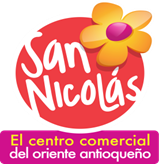 San
Nicolás
El centro comercial
del oriente antioqueño